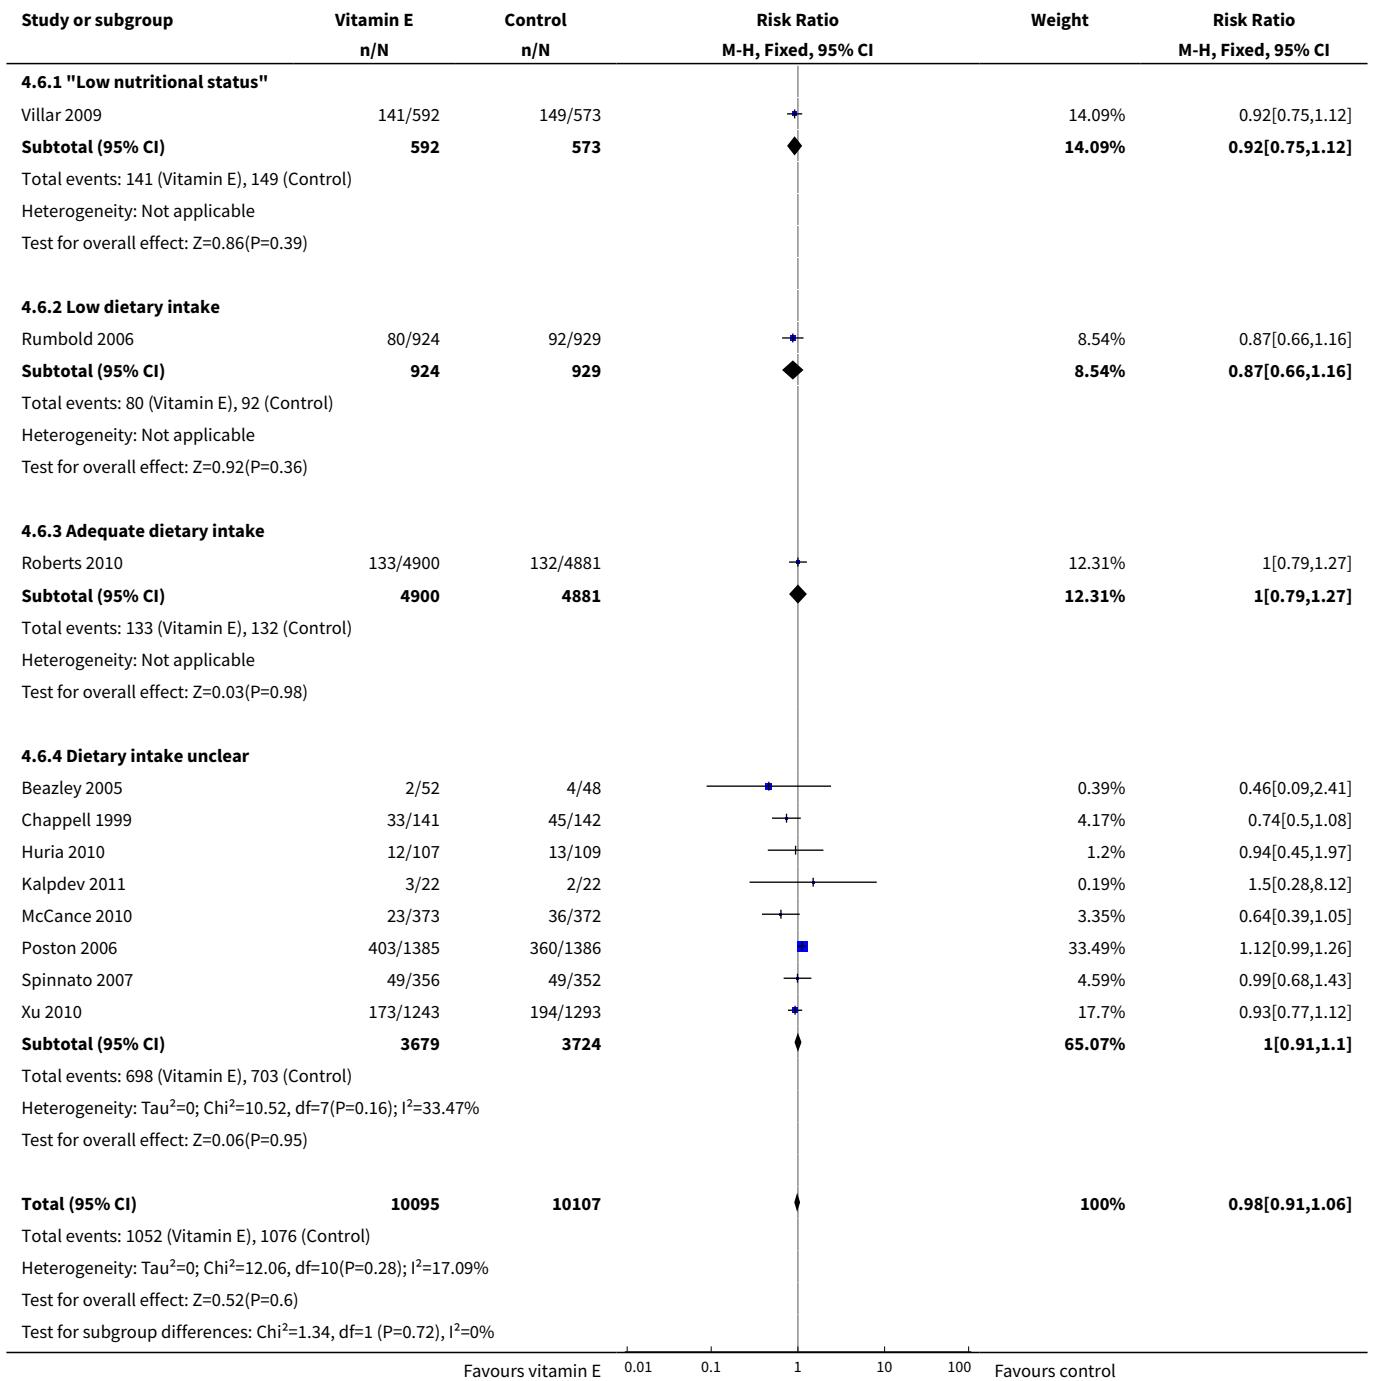 Study or subgroup Vitamin E Control Risk Ratio Weight Risk Ratio
n/N n/N M-H, Fixed, 95% CI M-H, Fixed, 95% CI
4.6.1 "Low nutritional status"
Villar 2009 141/592 149/573 14.09% 0.92[0.75,1.12]
Subtotal (95% CI) 592 573 14.09% 0.92[0.75,1.12]
Total events: 141 (Vitamin E), 149 (Control)
Heterogeneity: Not applicable
Test for overall effect: Z=0.86(P=0.39)
4.6.2 Low dietary intake
Rumbold 2006 80/924 92/929 8.54% 0.87[0.66,1.16]
Subtotal (95% CI) 924 929 8.54% 0.87[0.66,1.16]
Total events: 80 (Vitamin E), 92 (Control)
Heterogeneity: Not applicable
Test for overall effect: Z=0.92(P=0.36)
4.6.3 Adequate dietary intake
Roberts 2010 133/4900 132/4881 12.31% 1[0.79,1.27]
Subtotal (95% CI) 4900 4881 12.31% 1[0.79,1.27]
Total events: 133 (Vitamin E), 132 (Control)
Heterogeneity: Not applicable
Test for overall effect: Z=0.03(P=0.98)
4.6.4 Dietary intake unclear
Beazley 2005 2/52 4/48 0.39% 0.46[0.09,2.41]
Chappell 1999 33/141 45/142 4.17% 0.74[0.5,1.08]
Huria 2010 12/107 13/109 1.2% 0.94[0.45,1.97]
Kalpdev 2011 3/22 2/22 0.19% 1.5[0.28,8.12]
McCance 2010 23/373 36/372 3.35% 0.64[0.39,1.05]
Poston 2006 403/1385 360/1386 33.49% 1.12[0.99,1.26]
Spinnato 2007 49/356 49/352 4.59% 0.99[0.68,1.43]
Xu 2010 173/1243 194/1293 17.7% 0.93[0.77,1.12]
Subtotal (95% CI) 3679 3724 65.07% 1[0.91,1.1]
Total events: 698 (Vitamin E), 703 (Control)
Heterogeneity: Tau²=0; Chi²=10.52, df=7(P=0.16); I²=33.47%
Test for overall effect: Z=0.06(P=0.95)
Total (95% CI) 10095 10107 100% 0.98[0.91,1.06]
Total events: 1052 (Vitamin E), 1076 (Control)
Heterogeneity: Tau²=0; Chi²=12.06, df=10(P=0.28); I²=17.09%
Test for overall effect: Z=0.52(P=0.6)
Test for subgroup differences: Chi²=1.34, df=1 (P=0.72), I²=0%
Favours vitamin E 0.01 0.1 1 10 100 Favours control